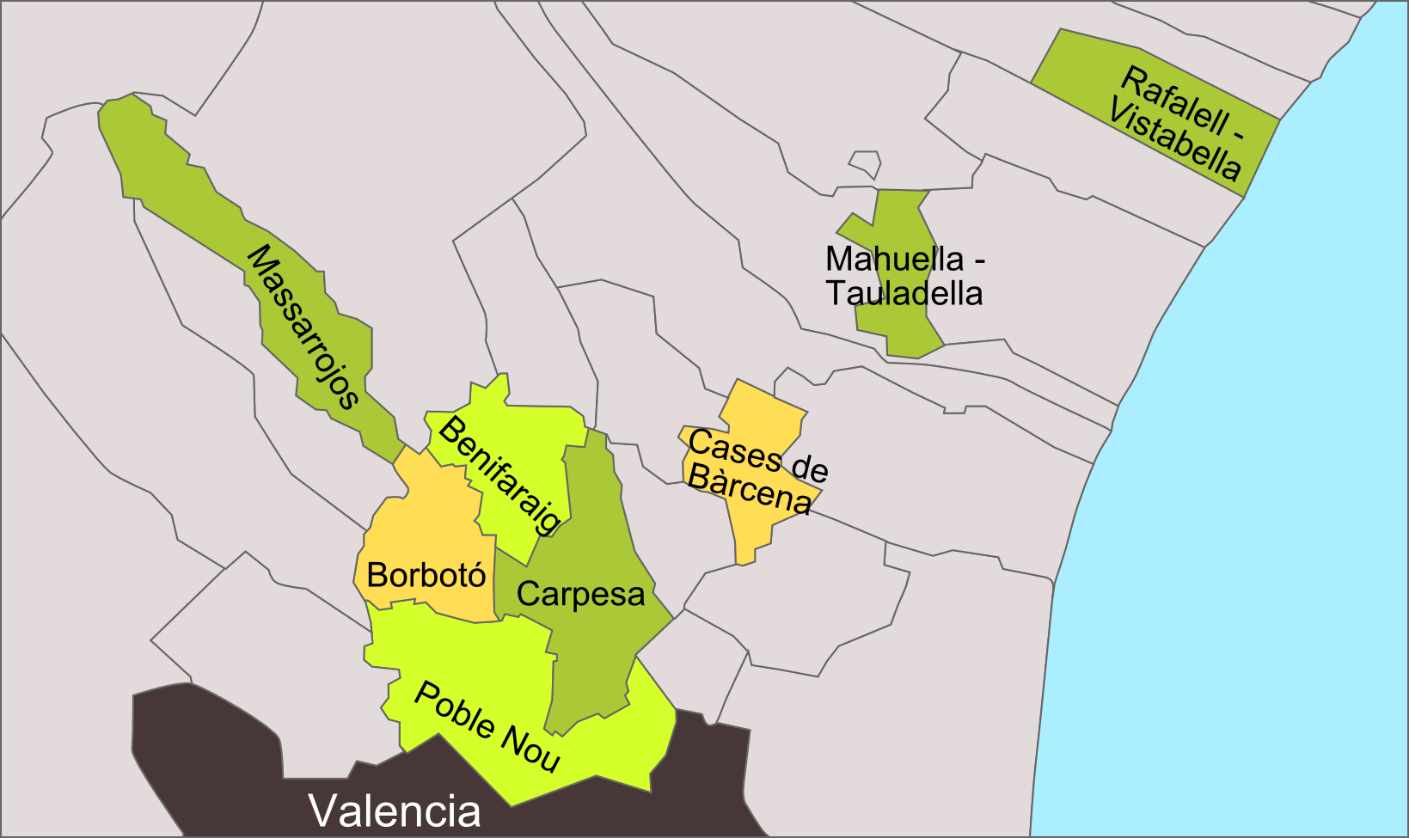 Rafalell -
Vistabella
Mahuella -
Tauladella
Massarrojos
Benifaraig
Cases de
Bàrcena
Borbotó
Carpesa
Poble Nou
Valencia